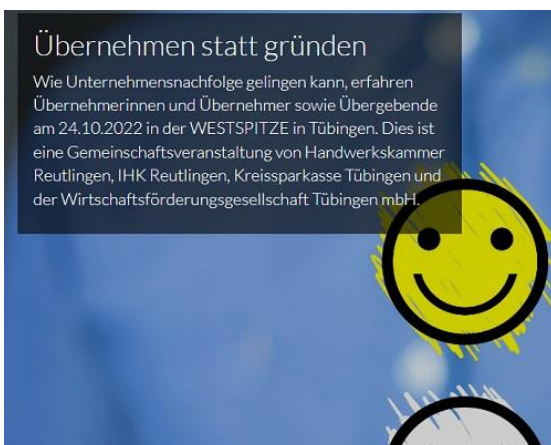 Übernehmen statt gründen
Wie Unternehmensnachfolge gelingen kann, erfahren
Übernehmerinnen und Übernehmer sowie Übergebende
am 24.10.2022 in der WESTSPITZE in Tübingen. Dies ist
eine Gemeinschaftsveranstaltung von Handwerkskammer
Reutlingen, IHK Reutlingen, Kreissparkasse Tübingen und
der Wirtschaftsförderungsgesellschaft Tübingen mbH.